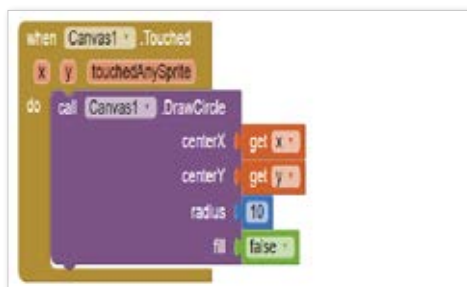 when Canvas1 .Touched
x y touchedAnySprite
do call Canvas1 .DrawCircle
centerX get x
centerY get y
radius 10
fill false